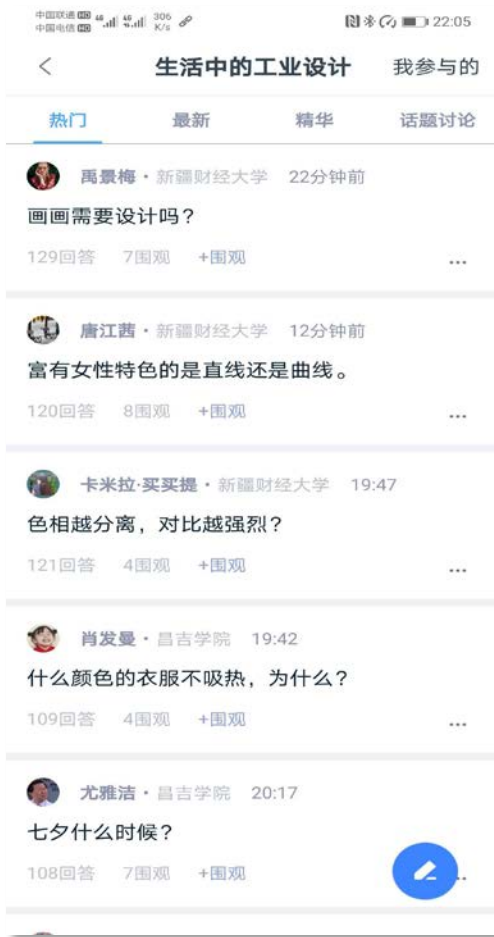 中国联通 HD 46 46 306 22:05
中国电信 HD K/s
生活中的工业设计 我参与的
热门 最新 精华 话题讨论
禹景梅·新疆财经大学 22分钟前
画画需要设计吗?
129回答 7围观 +围观
唐江茜·新疆财经大学 12分钟前
富有女性特色的是直线还是曲线。
120回答 8围观 +围观
卡米拉·买买提·新疆财经大学 19:47
色相越分离，对比越强烈?
121回答 4围观 +围观
肖发曼·昌吉学院 19:42
什么颜色的衣服不吸热，为什么?
109回答 4围观 +围观
尤雅洁·昌吉学院 20:17
七夕什么时候?
108回答 7围观 +围观